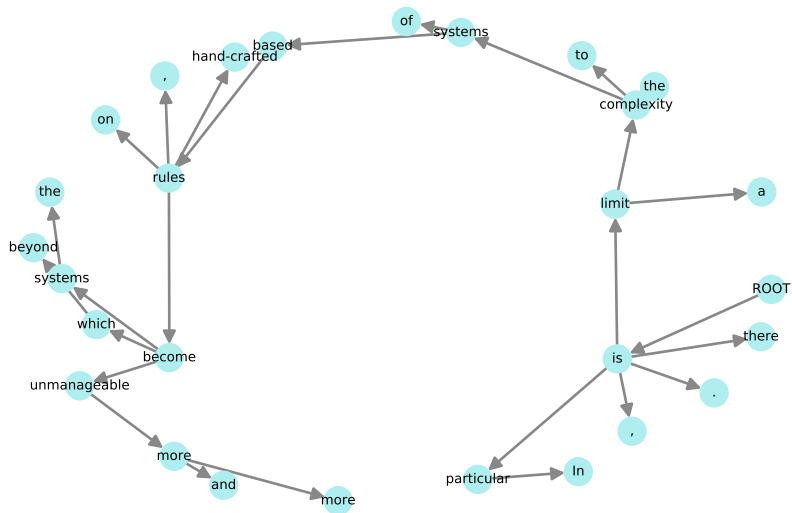 of
systems
based
hand-crafted
to
,
the
complexity
on
rules
the
a
limit
beyond
systems
ROOT
which
there
become
is
unmanageable
.
,
more
In
particular
and
more